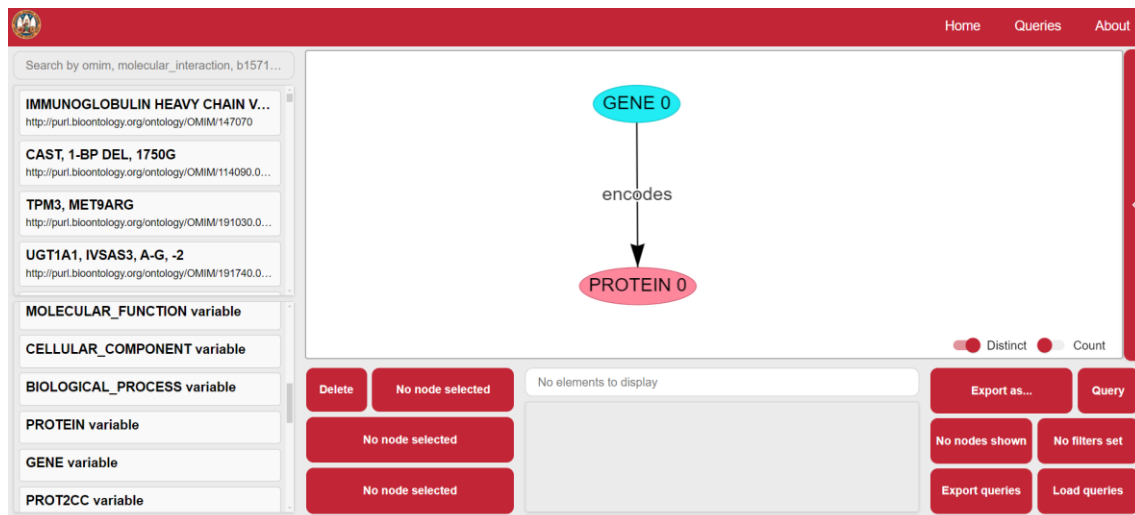 Home Queries About
Search by omim, molecular_interaction, b1571...
IMMUNOGLOBULIN HEAVY CHAIN V...
http://purl.bioontology.org/ontology/OMIM/147070
CAST, 1-BP DEL, 1750G
http://purl.bioontology.org/ontology/OMIM/114090.0...
TPM3, MET9ARG
http://purl.bioontology.org/ontology/OMIM/191030.0...
UGT1A1, IVSAS3, A-G, -2
http://purl.bioontology.org/ontology/OMIM/191740.0...
MOLECULAR_FUNCTION variable
CELLULAR_COMPONENT variable
BIOLOGICAL_PROCESS variable
PROTEIN variable
GENE variable
PROT2CC variable
GENE 0
encodes
PROTEIN 0
Distinct Count
Delete No node selected
No node selected
No node selected
No elements to display
Export as... Query
No nodes shown No filters set
Export queries Load queries